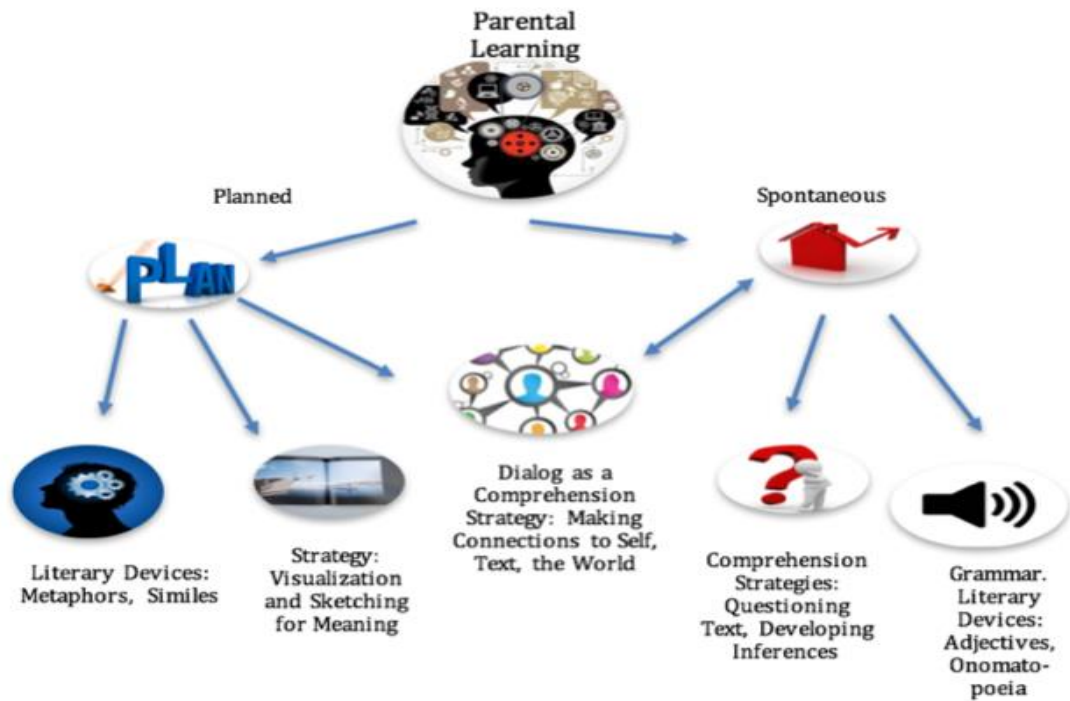 Parental
Learning
Planned
Spontaneous
PLAN
Literary Devices:
Metaphors, Similes
Strategy:
Visualization
and Sketching
for Meaning
Dialog as a
Comprehension
Strategy: Making
Connections to Self,
Text, the World
Comprehension
Strategies:
Questioning
Text, Developing
Inferences
Grammar.
Literary
Devices:
Adjectives,
Onomato-
poeia